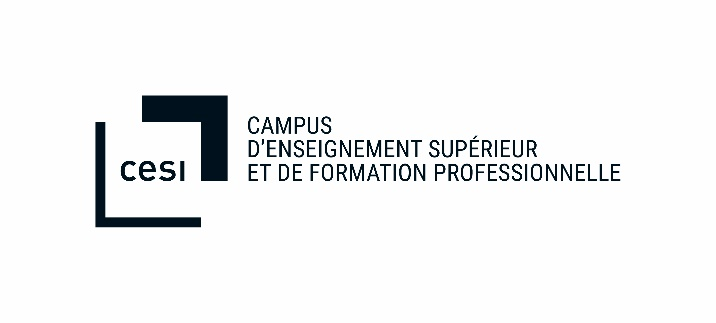 cesi
CAMPUS
D'ENSEIGNEMENT SUPÉRIEUR
ET DE FORMATION PROFESSIONNELLE